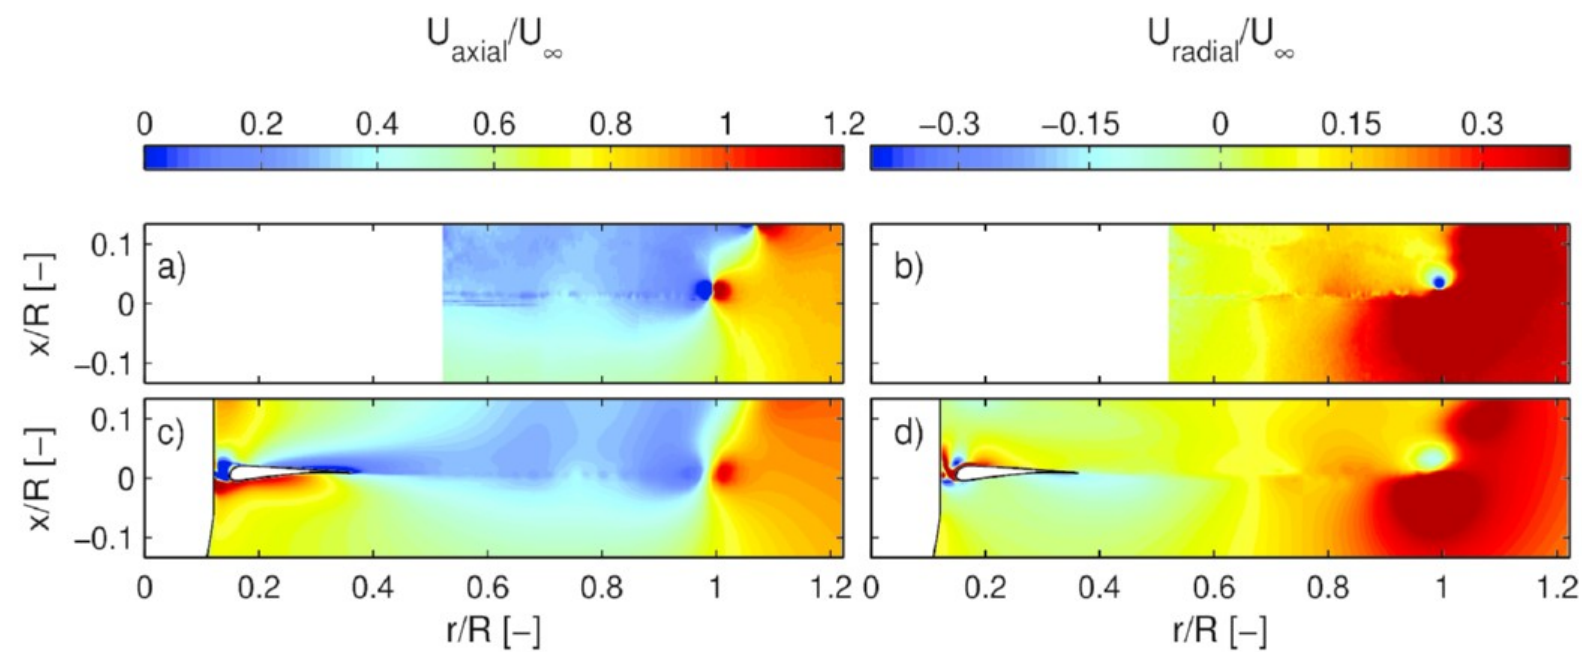 U_axial/U_∞ U_radial/U_∞
0 0.2 0.4 0.6 0.8 1 1.2 −0.3 −0.15 0 0.15 0.3
0.1 a) b)
x/R [−] 0
−0.1
0.1 c) d)
x/R [−] 0
−0.1
0 0.2 0.4 0.6 0.8 1 1.2 0 0.2 0.4 0.6 0.8 1 1.2
r/R [−] r/R [−]